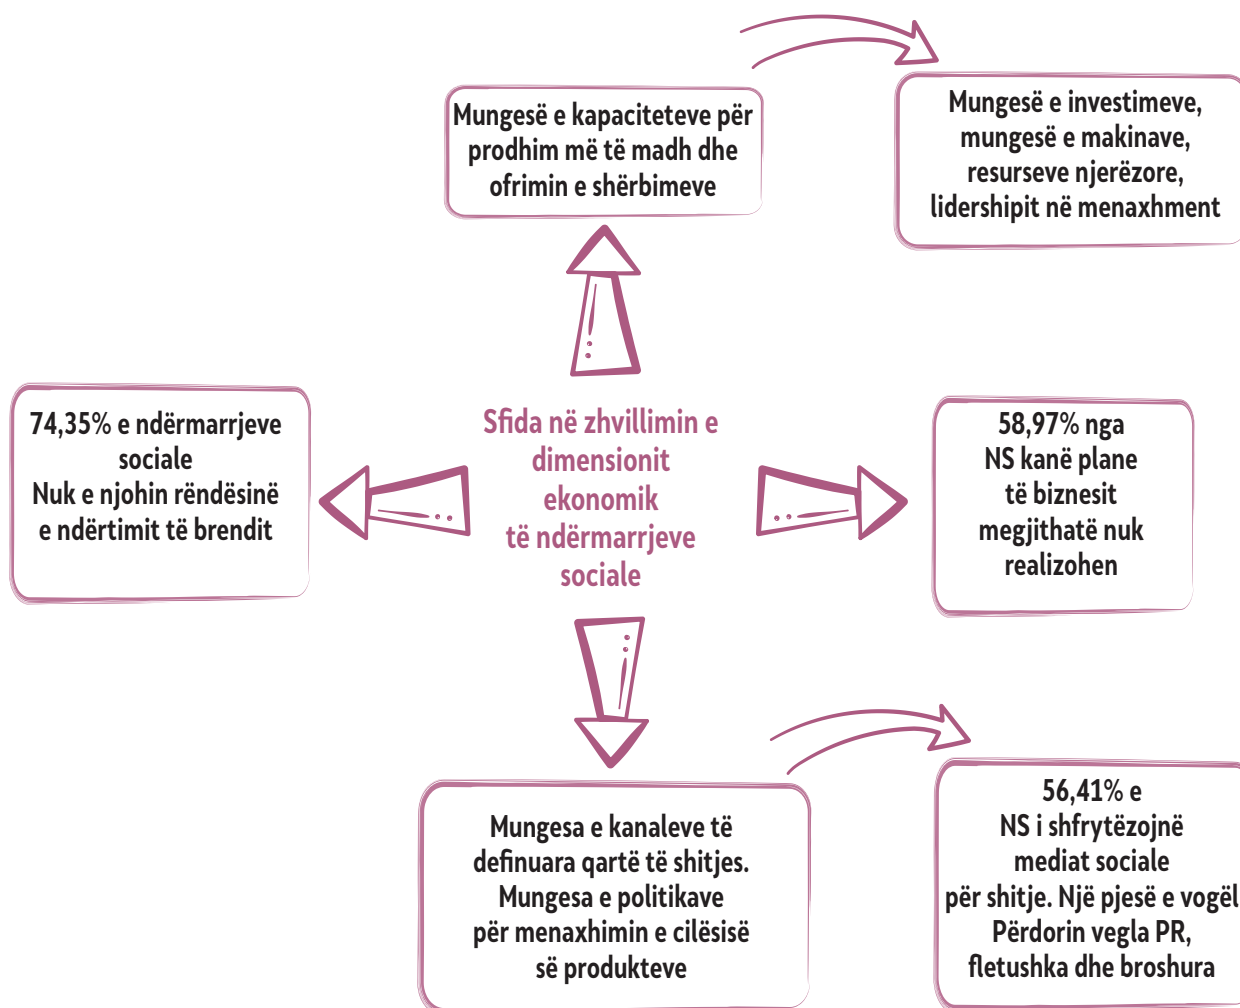 Mungesë e kapaciteteve për
prodhim më të madh dhe
ofrimin e shërbimeve
Mungesë e investimeve,
mungesë e makinave,
resurseve njerëzore,
lidershipit në menaxhment
74,35% e ndërmarrjeve
sociale
Nuk e njohin rëndësinë
e ndërtimit të brendit
Sfida në zhvillimin e
dimensionit
ekonomik
të ndërmarrjeve
sociale
58,97% nga
NS kanë plane
të biznesit
megjithatë nuk
realizohen
Mungesa e kanaleve të
definuara qartë të shitjes.
Mungesa e politikave
për menaxhimin e cilësisë
së produkteve
56,41% e
NS i shfrytëzojnë
mediat sociale
për shitje. Një pjesë e vogël
Përdorin vegla PR,
fletushka dhe broshura